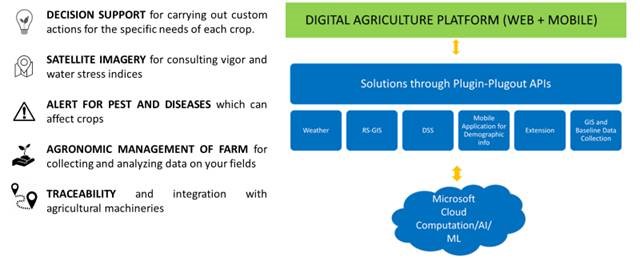 DECISION SUPPORT for carrying out custom
actions for the specific needs of each crop.
SATELLITE IMAGERY for consulting vigor and
water stress indices
ALERT FOR PEST AND DISEASES which can
affect crops
AGRONOMIC MANAGEMENT OF FARM for
collecting and analyzing data on your fields
TRACEABILITY and integration with
agricultural machineries
DIGITAL AGRICULTURE PLATFORM (WEB + MOBILE)
Solutions through Plugin-Plugout APIs
Weather
RS-GIS
DSS
Mobile
Application for
Demographic
info
Extension
GIS and
Baseline Data
Collection
Microsoft
Cloud
Computation/AI/
ML